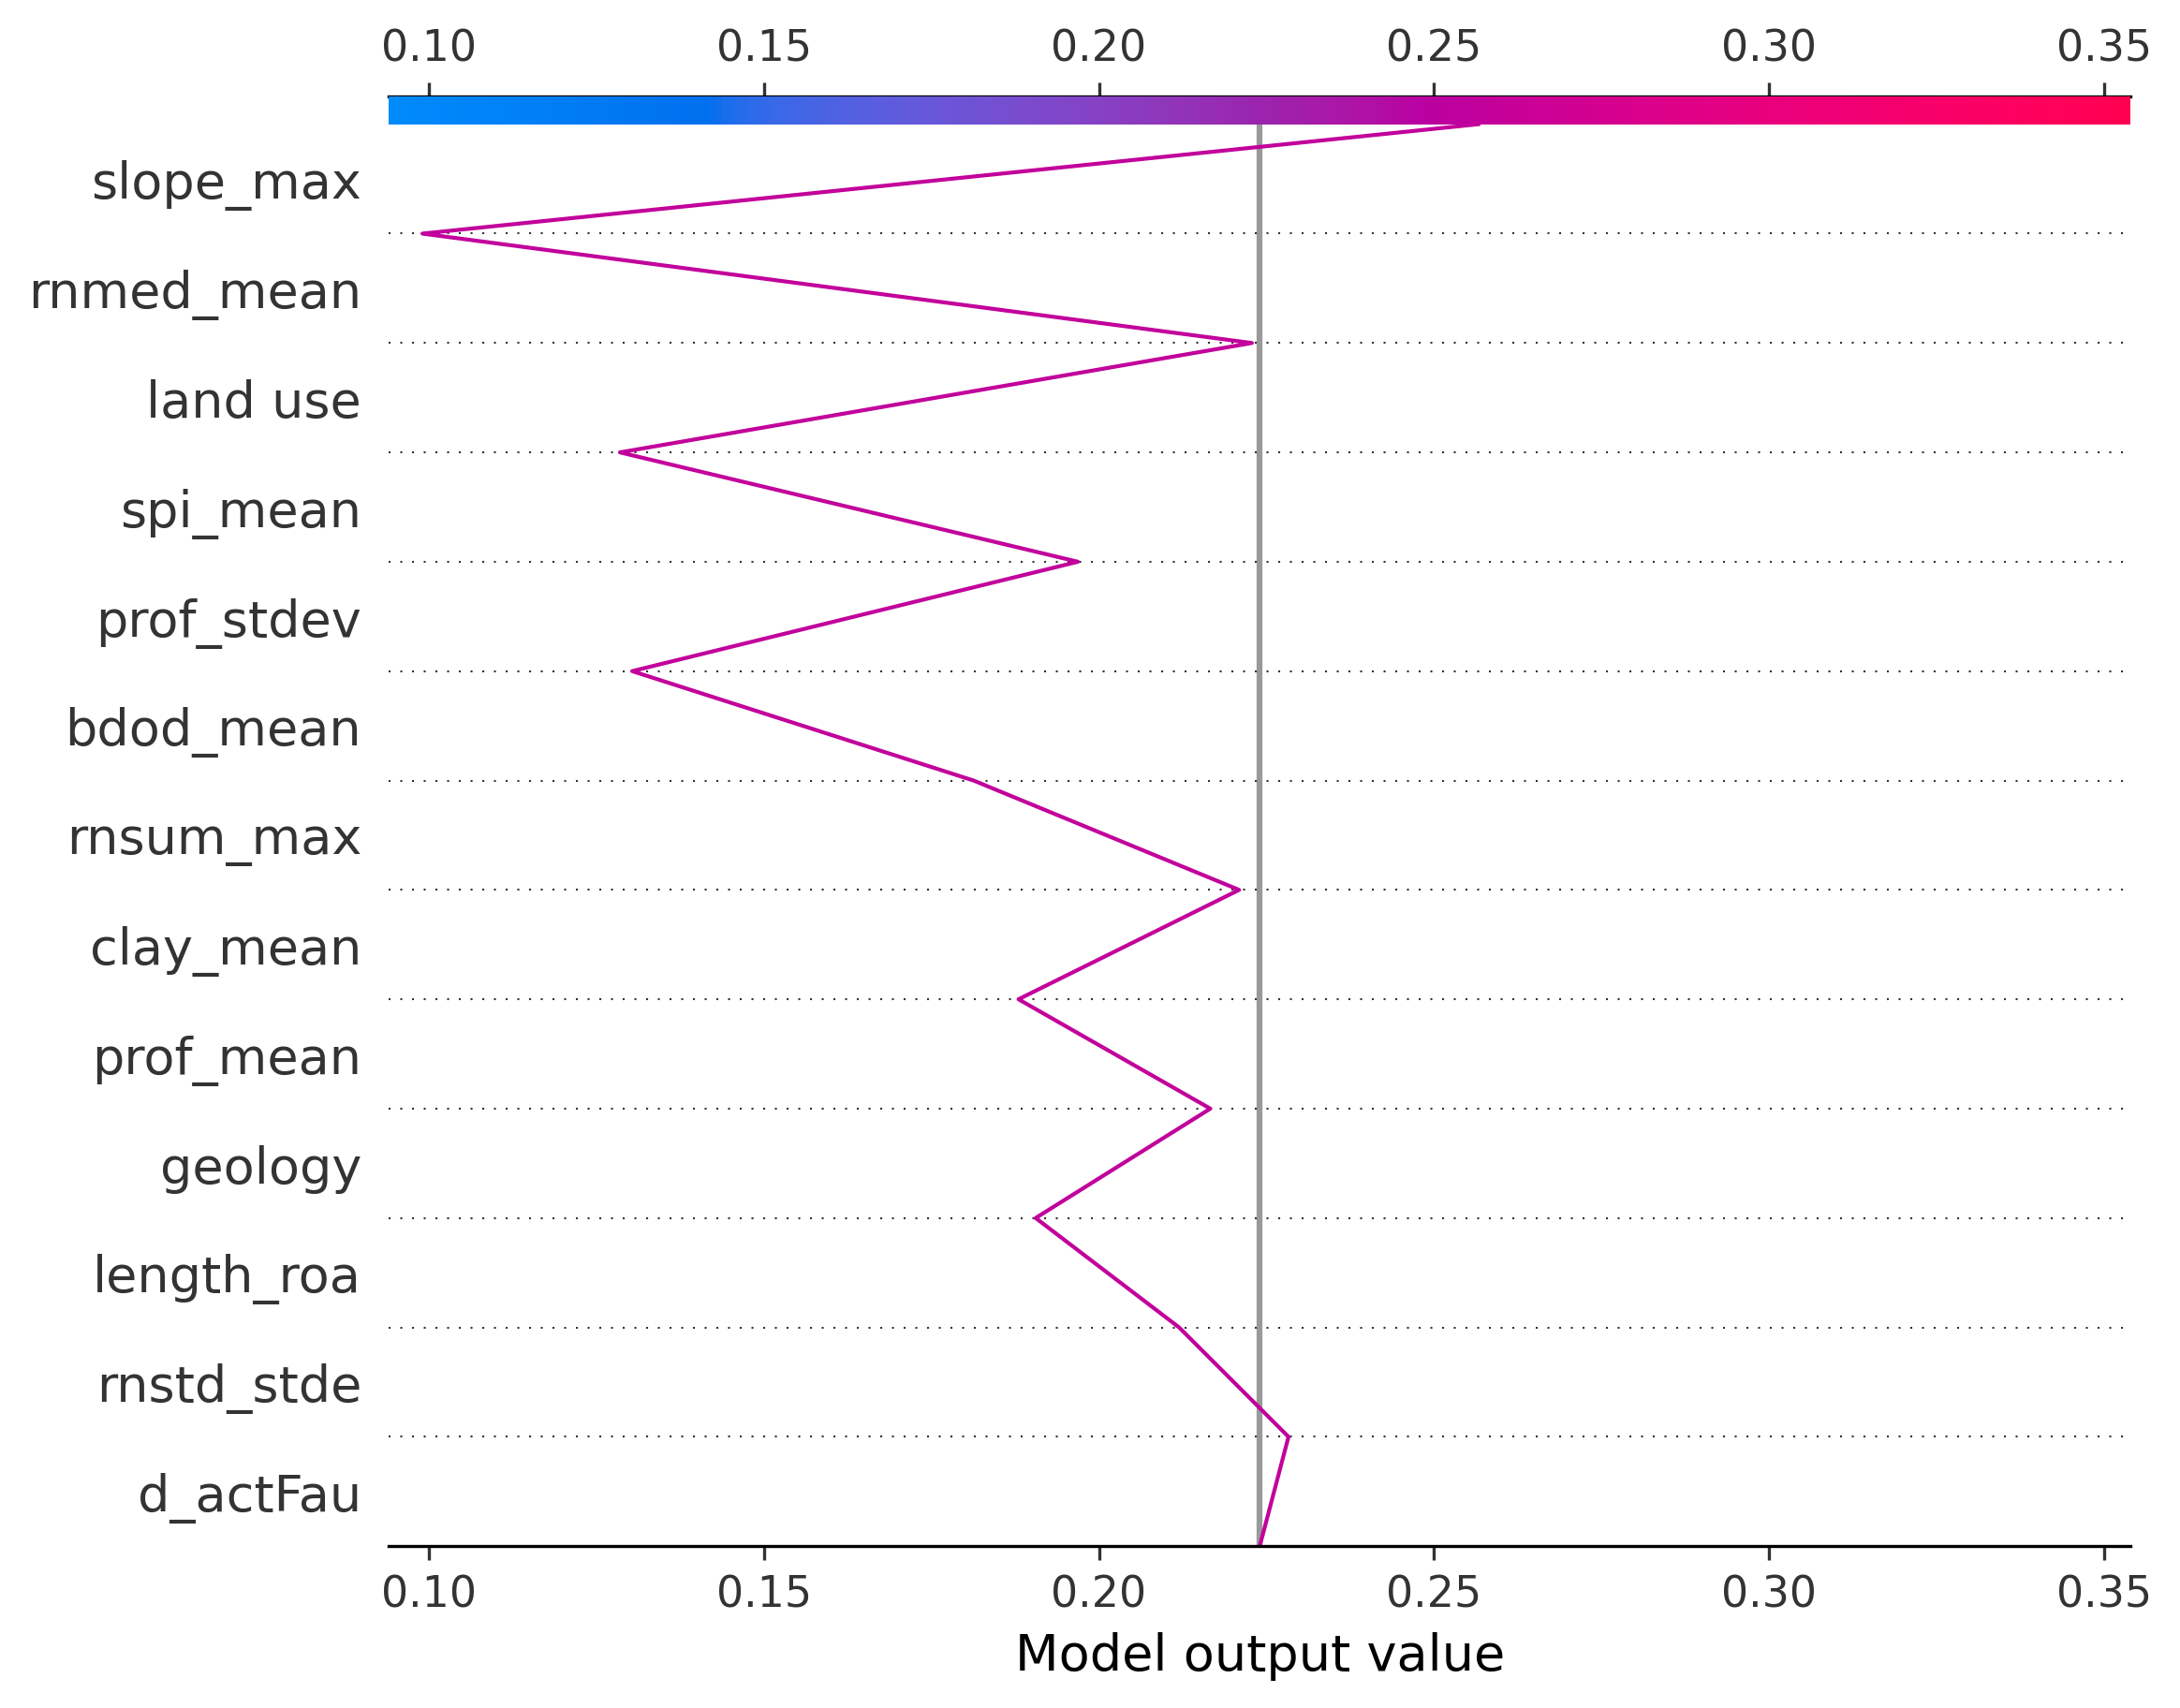 0.10 0.15 0.20 0.25 0.30 0.35
slope_max
rnmed_mean
land use
spi_mean
prof_stdev
bdod_mean
rnsum_max
clay_mean
prof_mean
geology
length_roa
rnstd_stde
d_actFau
0.10 0.15 0.20 0.25 0.30 0.35
Model output value